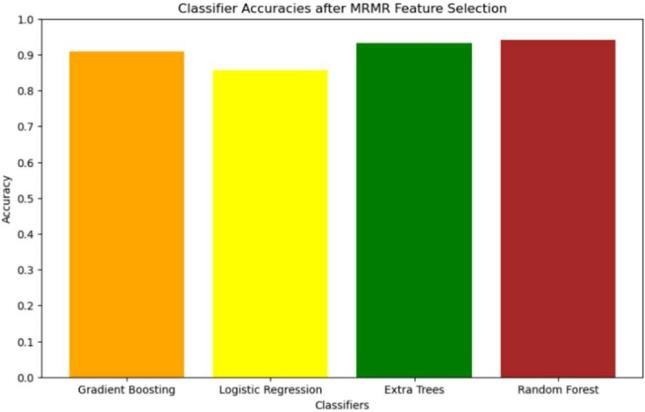 Classifier Accuracies after MRMR Feature Selection
1.0
0.9
0.8
0.7
0.6
0.5
0.4
0.3
0.2
0.1
0.0
Accuracy
Gradient Boosting
Logistic Regression
Extra Trees
Random Forest
Classifiers